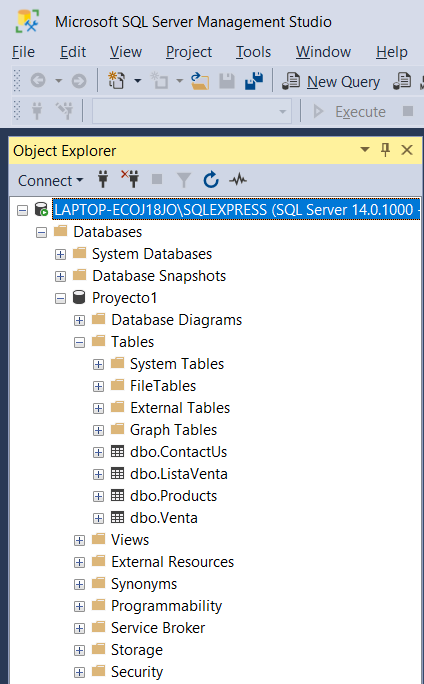 Microsoft SQL Server Management Studio
File Edit View Project Tools Window Help
New Query
Execute
Object Explorer
Connect
LAPTOP-ECOJ18JO\SQLEXPRESS (SQL Server 14.0.1000 -
Databases
System Databases
Database Snapshots
Proyecto1
Database Diagrams
Tables
System Tables
FileTables
External Tables
Graph Tables
dbo.ContactUs
dbo.ListaVenta
dbo.Products
dbo.Venta
Views
External Resources
Synonyms
Programmability
Service Broker
Storage
Security